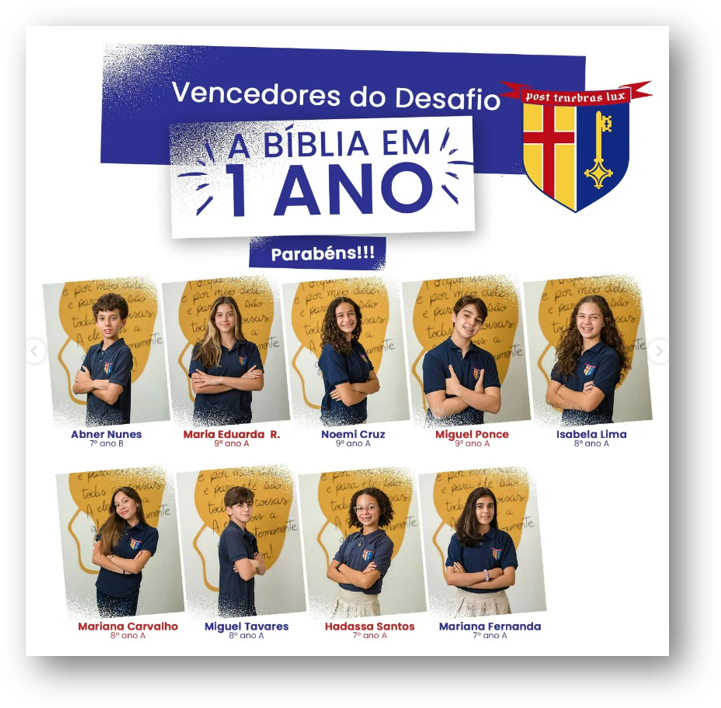 Vencedores do Desafio
post tenebras lux
A BÍBLIA EM
1 ANO
Parabéns!!!
Abner Nunes
7º ano B
Maria Eduarda R.
9º ano A
Noemi Cruz
9º ano A
Miguel Ponce
9º ano A
Isabela Lima
8º ano A
Mariana Carvalho
8º ano A
Miguel Tavares
8º ano A
Hadassa Santos
7º ano A
Mariana Fernanda
7º ano A